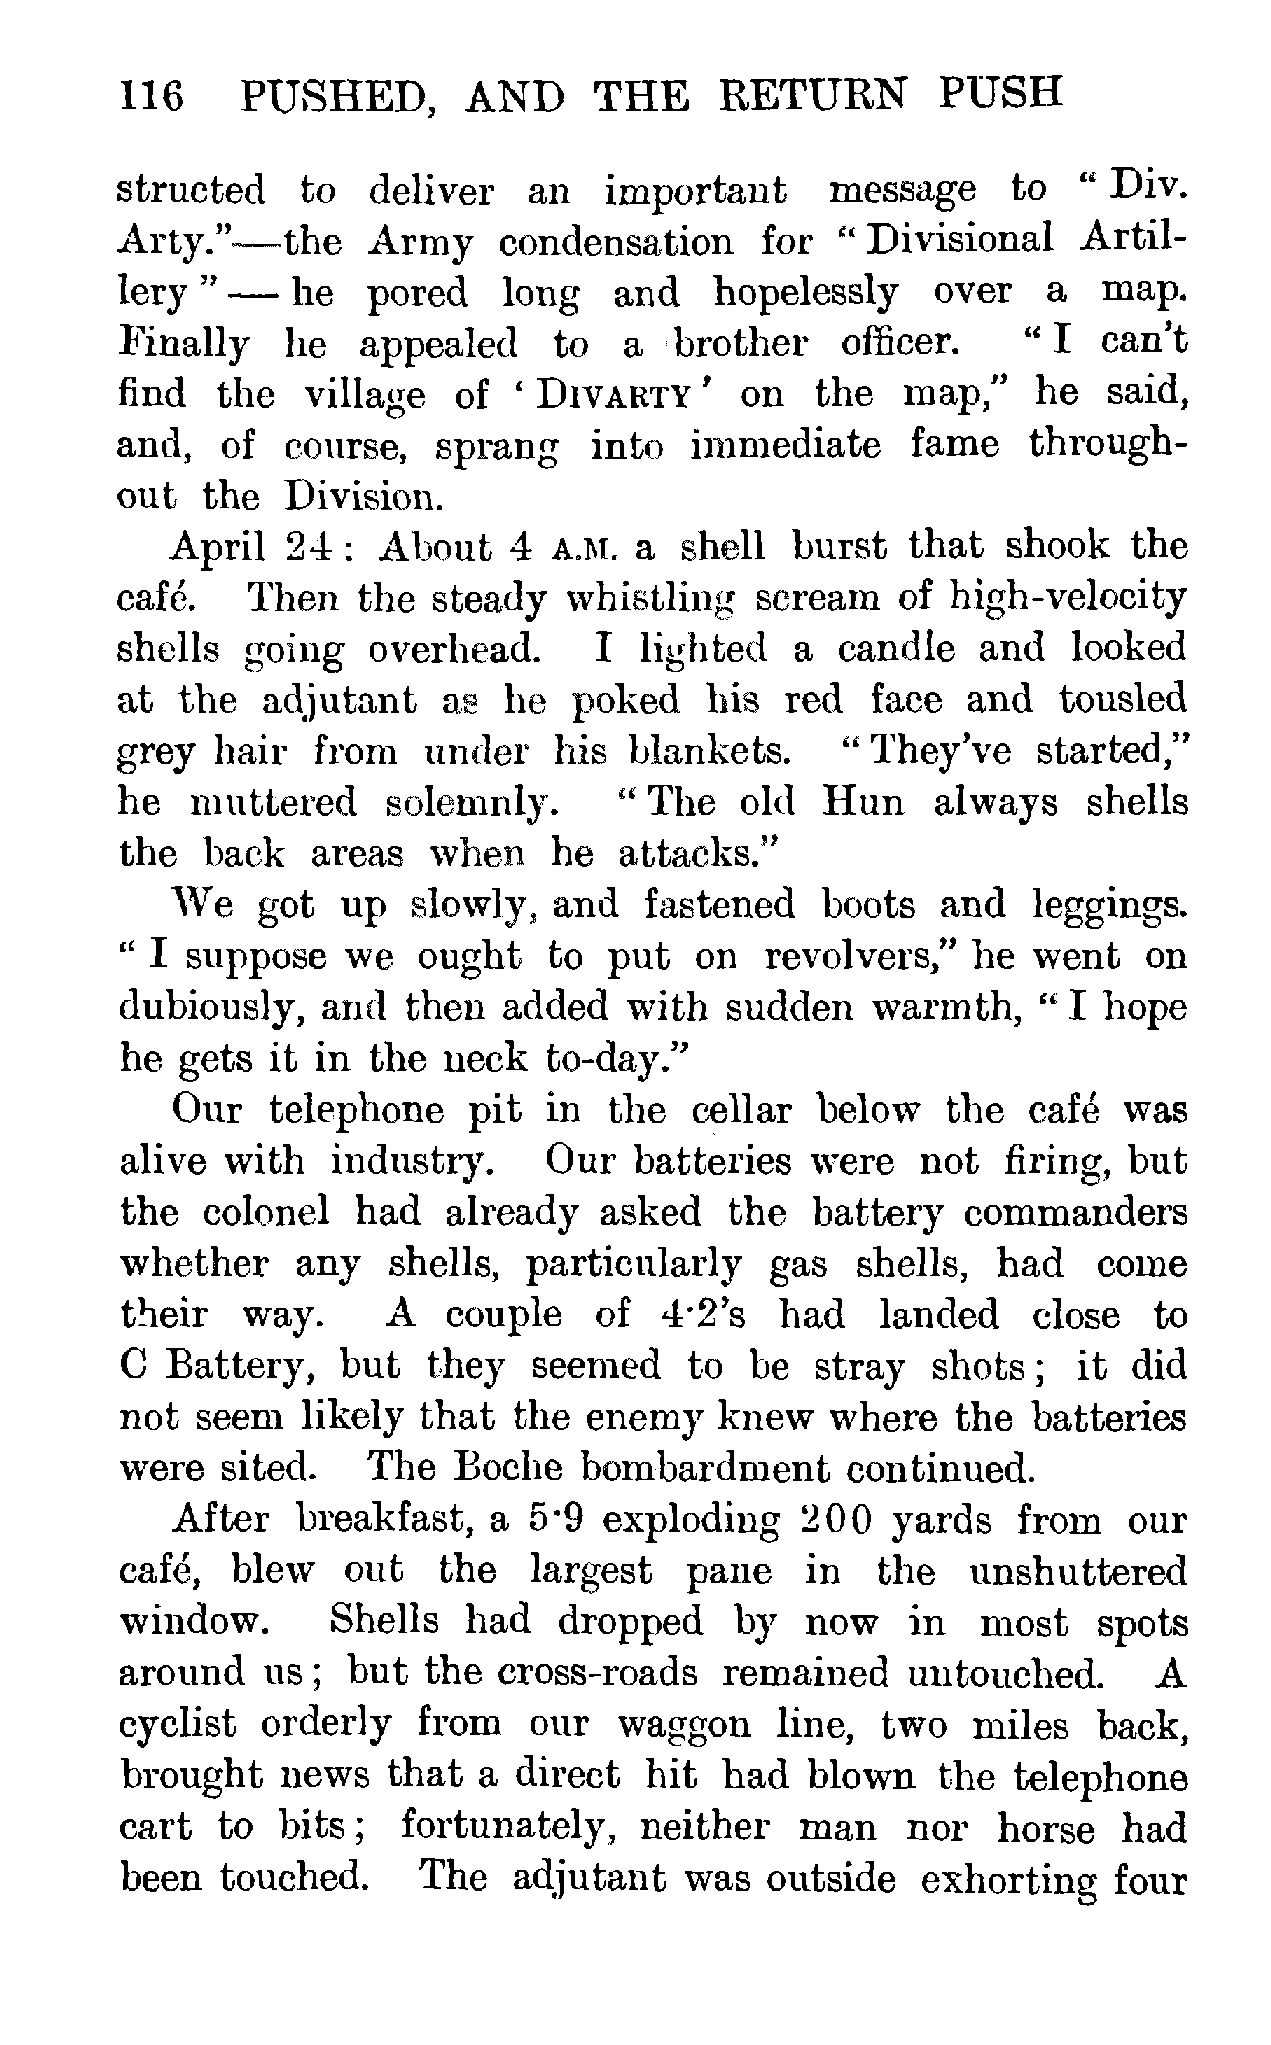 116 PUSHED, AND THE RETURN PUSH
structed to deliver an important message to “ Div.
Arty.”—the Army condensation for “ Divisional Artil-
lery ” — he pored long and hopelessly over a map.
Finally he appealed to a brother officer. “ I can’t
find the village of ‘ DIVARTY ’ on the map,” he said,
and, of course, sprang into immediate fame through-
out the Division.
April 24 : About 4 A.M. a shell burst that shook the
café. Then the steady whistling scream of high-velocity
shells going overhead. I lighted a candle and looked
at the adjutant as he poked his red face and tousled
grey hair from under his blankets. “ They’ve started,”
he muttered solemnly. “ The old Hun always shells
the back areas when he attacks.”
We got up slowly, and fastened boots and leggings.
“ I suppose we ought to put on revolvers,” he went on
dubiously, and then added with sudden warmth, “ I hope
he gets it in the neck to-day.”
Our telephone pit in the cellar below the café was
alive with industry. Our batteries were not firing, but
the colonel had already asked the battery commanders
whether any shells, particularly gas shells, had come
their way. A couple of 4·2’s had landed close to
C Battery, but they seemed to be stray shots ; it did
not seem likely that the enemy knew where the batteries
were sited. The Boche bombardment continued.
After breakfast, a 5·9 exploding 200 yards from our
café, blew out the largest pane in the unshuttered
window. Shells had dropped by now in most spots
around us ; but the cross-roads remained untouched. A
cyclist orderly from our waggon line, two miles back,
brought news that a direct hit had blown the telephone
cart to bits ; fortunately, neither man nor horse had
been touched. The adjutant was outside exhorting four